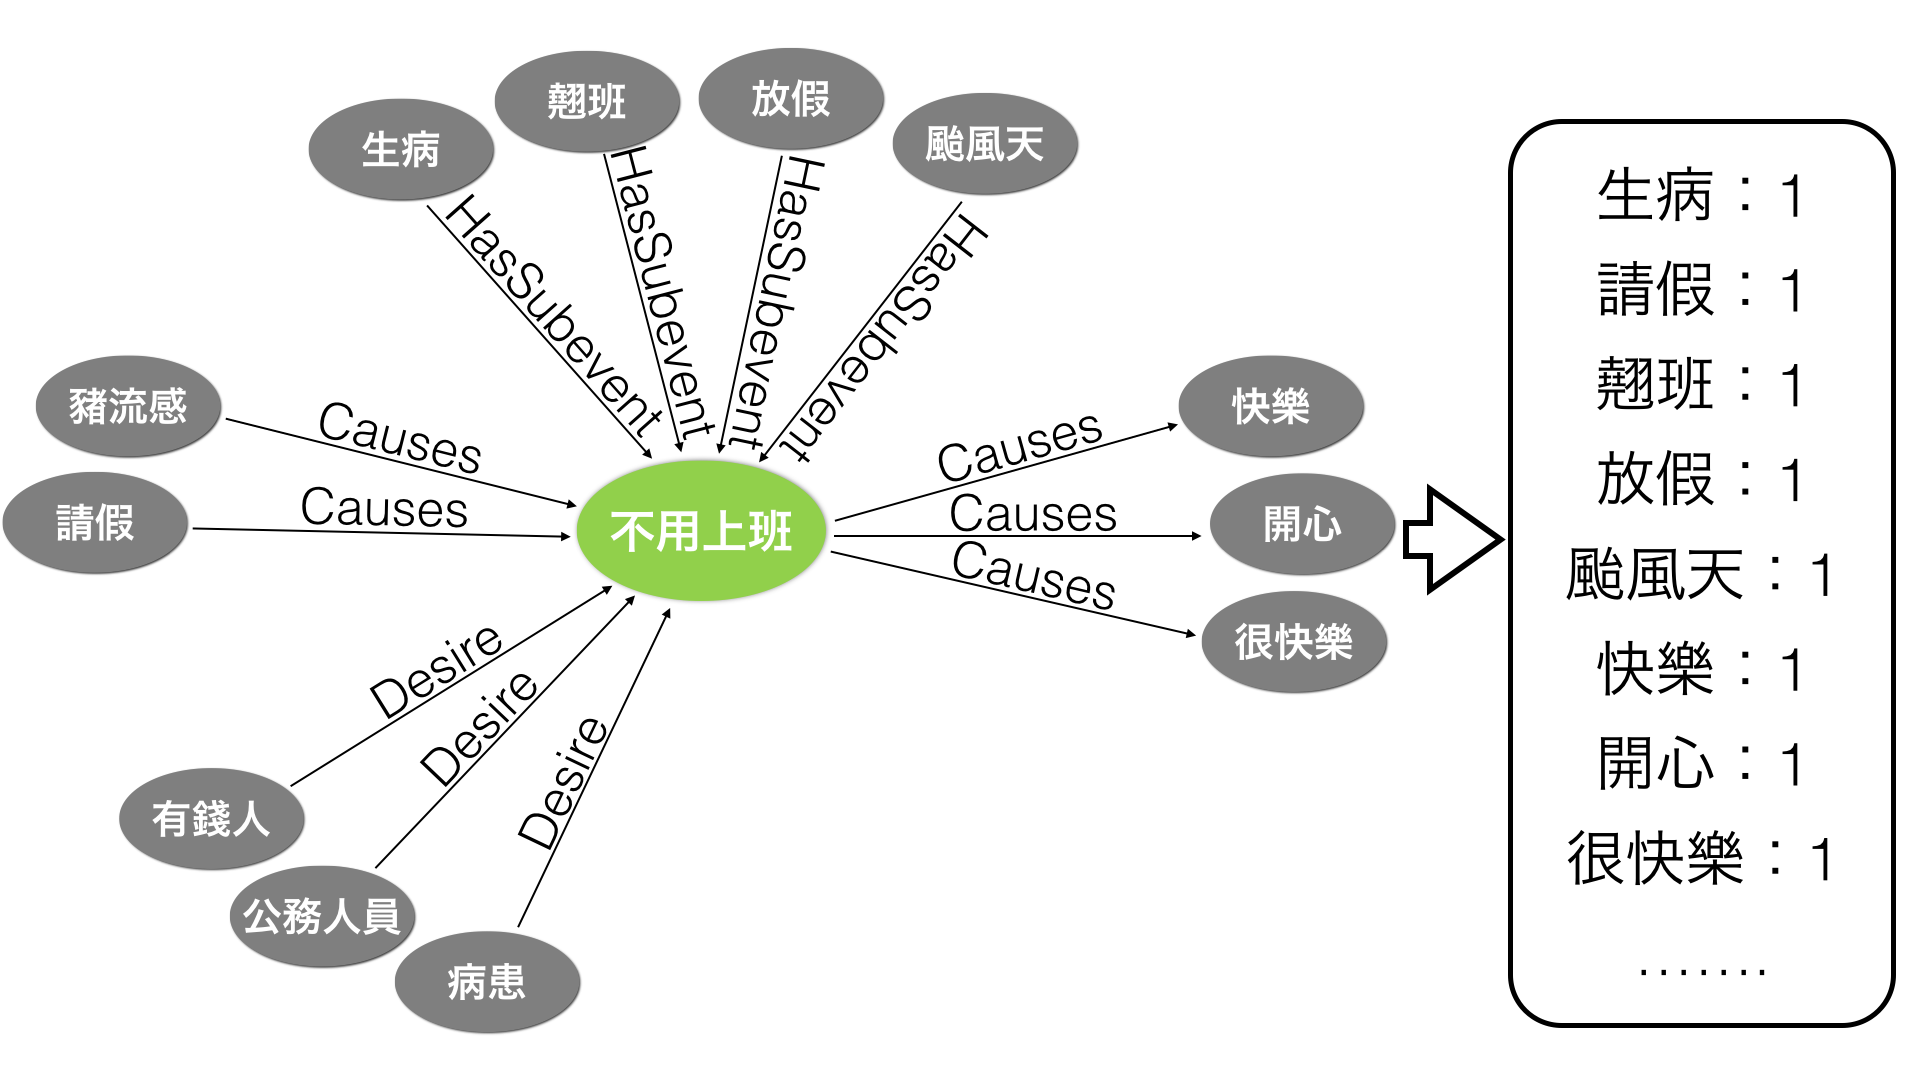 生病
翹班
放假
颱風天
HasSubevent
HasSubevent
HasSubevent
HasSubevent
豬流感
請假
Causes
Causes
不用上班
Causes
Causes
Causes
快樂
開心
很快樂
Desire
Desire
Desire
有錢人
公務人員
病患
生病：1
請假：1
翹班：1
放假：1
颱風天：1
快樂：1
開心：1
很快樂：1
.......